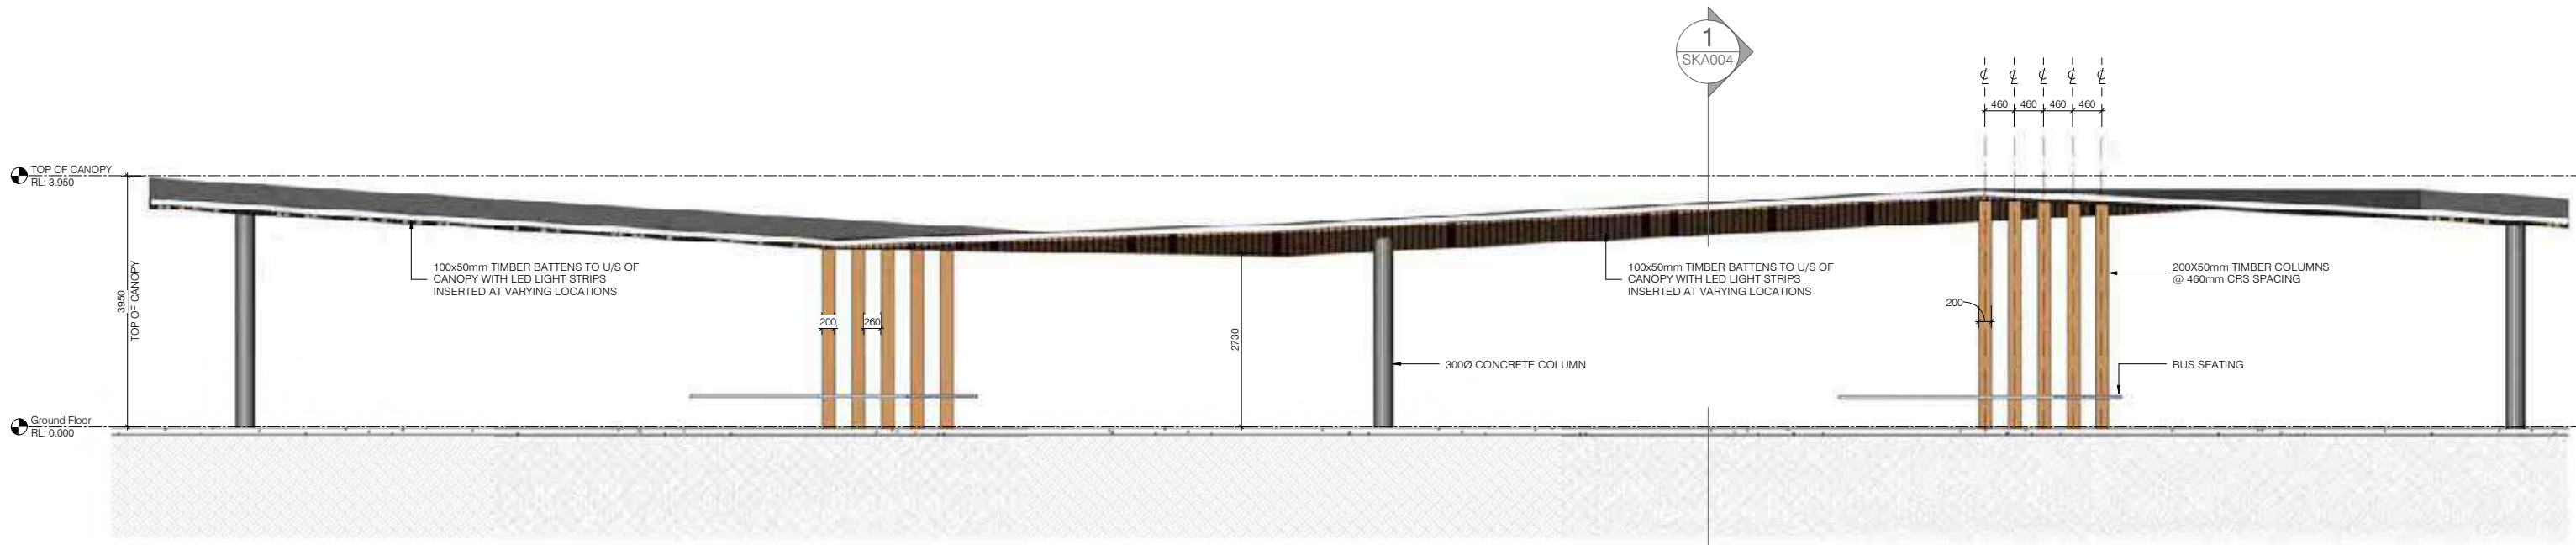 1
SKA004
℄ ℄ ℄ ℄ ℄
460 460 460 460
TOP OF CANOPY
RL: 3.950
3950
TOP OF CANOPY
100x50mm TIMBER BATTENS TO U/S OF
CANOPY WITH LED LIGHT STRIPS
INSERTED AT VARYING LOCATIONS
200
260
2730
300Ø CONCRETE COLUMN
100x50mm TIMBER BATTENS TO U/S OF
CANOPY WITH LED LIGHT STRIPS
INSERTED AT VARYING LOCATIONS
200
200X50mm TIMBER COLUMNS
@ 460mm CRS SPACING
BUS SEATING
Ground Floor
RL: 0.000